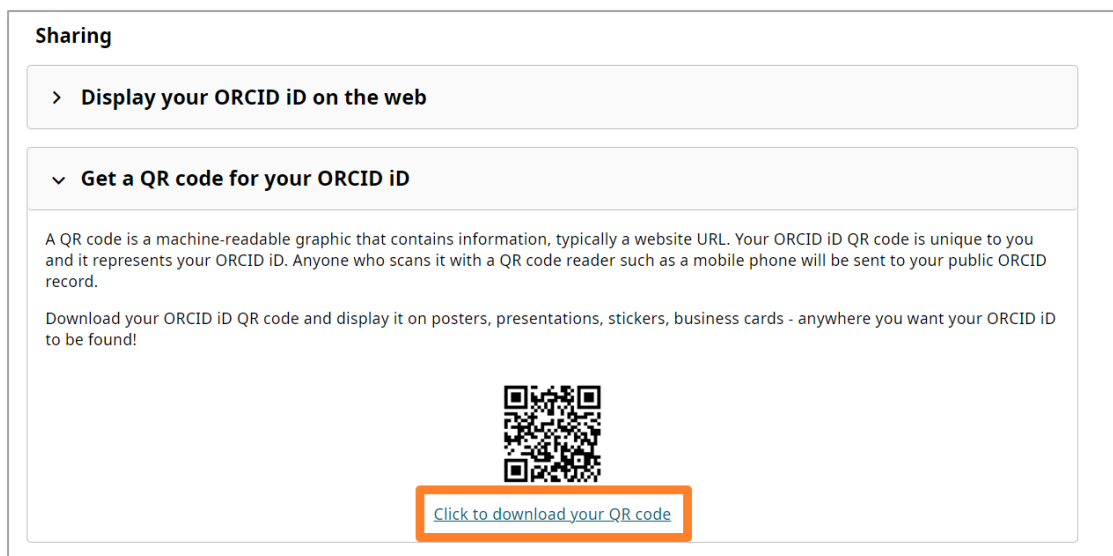 Sharing
Display your ORCID iD on the web
Get a QR code for your ORCID iD
A QR code is a machine-readable graphic that contains information, typically a website URL. Your ORCID iD QR code is unique to you
and it represents your ORCID iD. Anyone who scans it with a QR code reader such as a mobile phone will be sent to your public ORCID
record.
Download your ORCID iD QR code and display it on posters, presentations, stickers, business cards - anywhere you want your ORCID iD
to be found!
Click to download your QR code